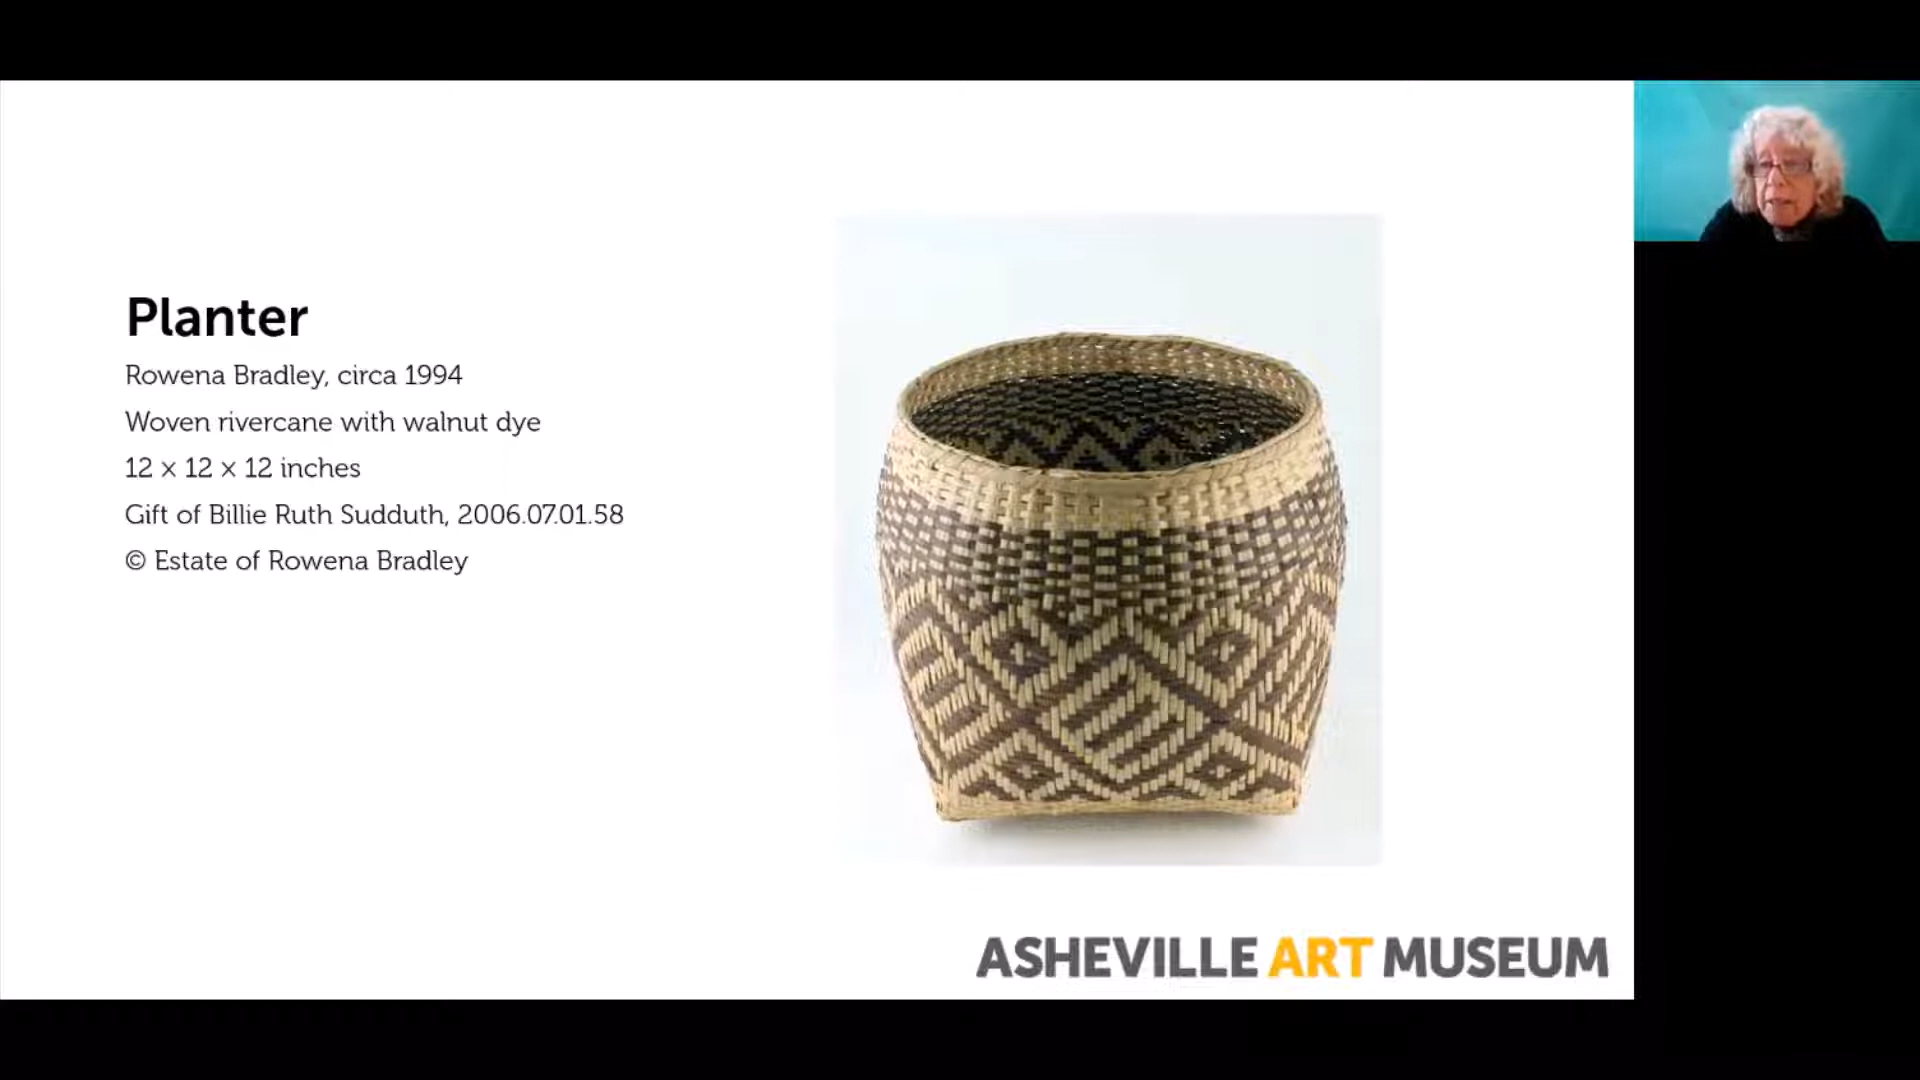 Planter
Rowena Bradley, circa 1994
Woven rivercane with walnut dye
12 × 12 × 12 inches
Gift of Billie Ruth Sudduth, 2006.07.01.58
© Estate of Rowena Bradley
ASHEVILLE ART MUSEUM